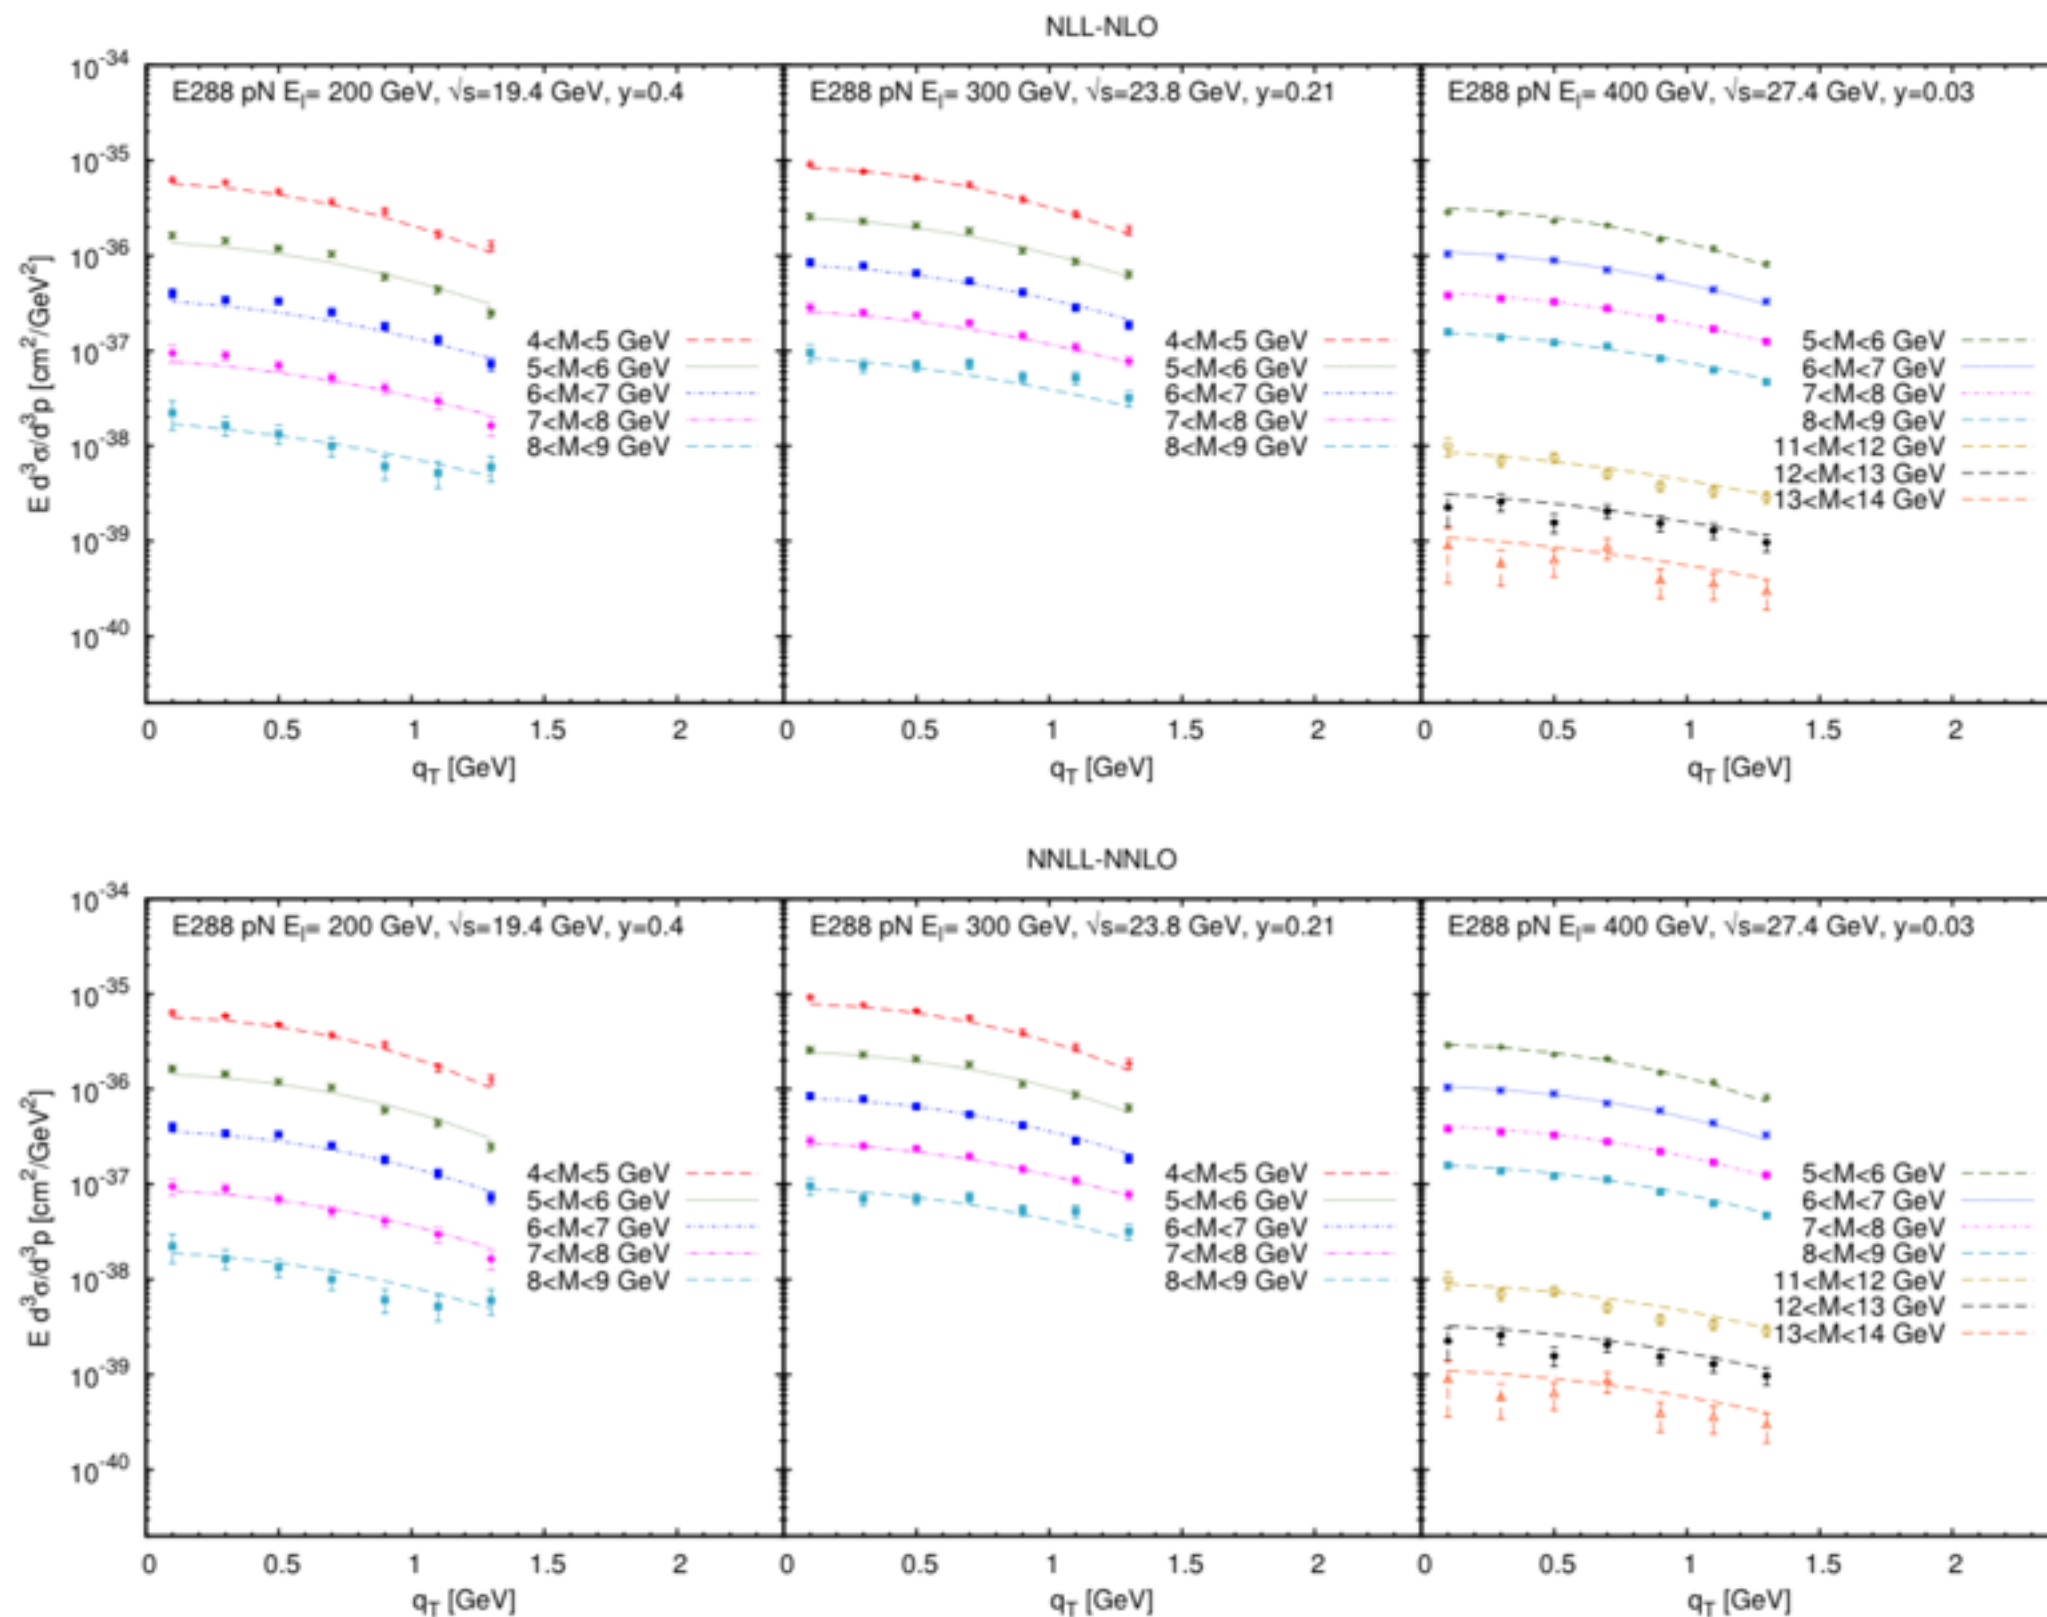 NLL-NLO
E288 pN E_l= 200 GeV, √s=19.4 GeV, y=0.4
E288 pN E_l= 300 GeV, √s=23.8 GeV, y=0.21
E288 pN E_l= 400 GeV, √s=27.4 GeV, y=0.03
E d³σ/d³p [cm²/GeV²]
10⁻³⁴
10⁻³⁵
10⁻³⁶
10⁻³⁷
10⁻³⁸
10⁻³⁹
10⁻⁴⁰
4<M<5 GeV
5<M<6 GeV
6<M<7 GeV
7<M<8 GeV
8<M<9 GeV
4<M<5 GeV
5<M<6 GeV
6<M<7 GeV
7<M<8 GeV
8<M<9 GeV
5<M<6 GeV
6<M<7 GeV
7<M<8 GeV
8<M<9 GeV
11<M<12 GeV
12<M<13 GeV
13<M<14 GeV
0 0.5 1 1.5 2
0 0.5 1 1.5 2
0 0.5 1 1.5 2
q_T [GeV]
q_T [GeV]
q_T [GeV]
NNLL-NNLO
E288 pN E_l= 200 GeV, √s=19.4 GeV, y=0.4
E288 pN E_l= 300 GeV, √s=23.8 GeV, y=0.21
E288 pN E_l= 400 GeV, √s=27.4 GeV, y=0.03
E d³σ/d³p [cm²/GeV²]
10⁻³⁴
10⁻³⁵
10⁻³⁶
10⁻³⁷
10⁻³⁸
10⁻³⁹
10⁻⁴⁰
4<M<5 GeV
5<M<6 GeV
6<M<7 GeV
7<M<8 GeV
8<M<9 GeV
4<M<5 GeV
5<M<6 GeV
6<M<7 GeV
7<M<8 GeV
8<M<9 GeV
5<M<6 GeV
6<M<7 GeV
7<M<8 GeV
8<M<9 GeV
11<M<12 GeV
12<M<13 GeV
13<M<14 GeV
0 0.5 1 1.5 2
0 0.5 1 1.5 2
0 0.5 1 1.5 2
q_T [GeV]
q_T [GeV]
q_T [GeV]